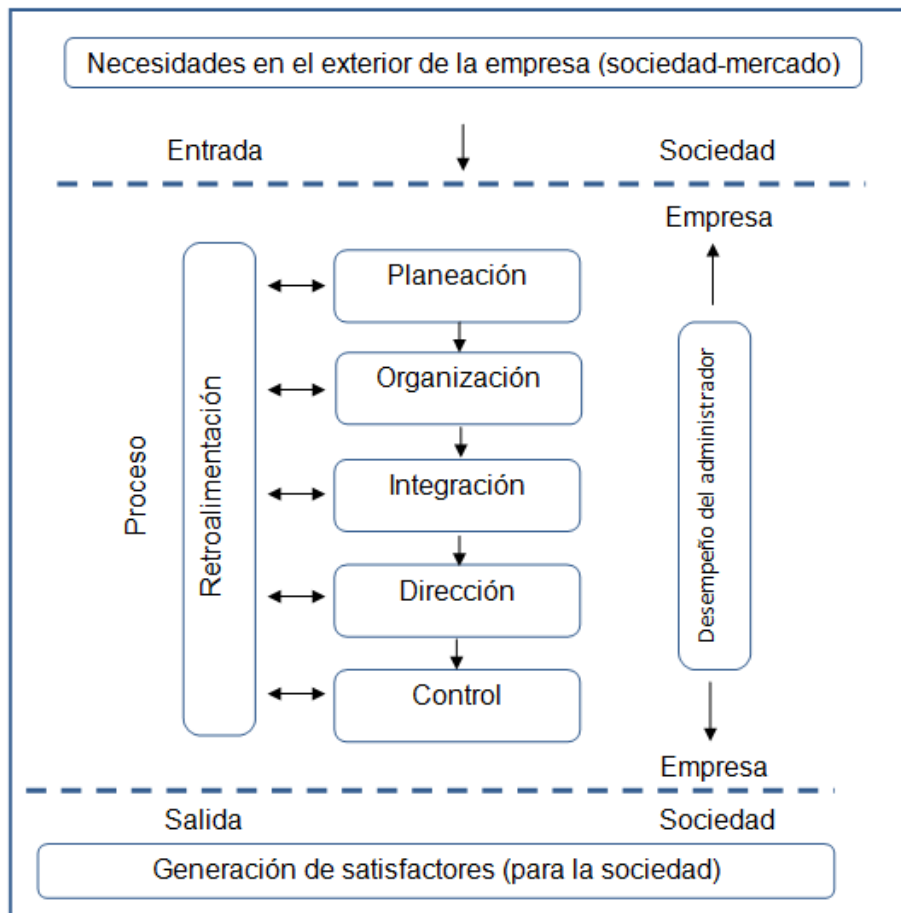 Necesidades en el exterior de la empresa (sociedad-mercado)
Entrada
Sociedad
Empresa
Proceso
Retroalimentación
Planeación
Organización
Integración
Dirección
Control
Desempeño del administrador
Empresa
Salida
Sociedad
Generación de satisfactores (para la sociedad)